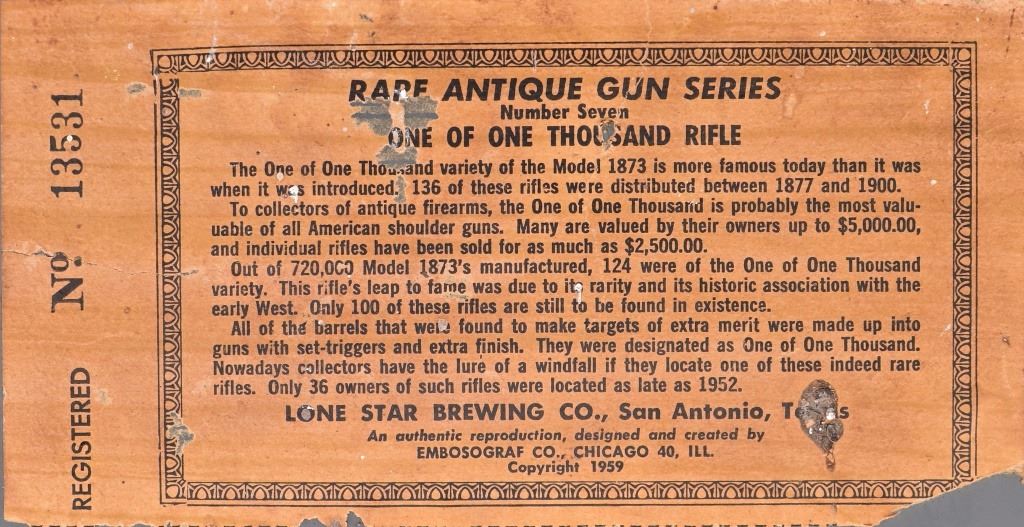 RARE ANTIQUE GUN SERIES
Number Seven
ONE OF ONE THOUSAND RIFLE
The One of One Thousand variety of the Model 1873 is more famous today than it was
when it was introduced. 136 of these rifles were distributed between 1877 and 1900.
To collectors of antique firearms, the One of One Thousand is probably the most valu-
uable of all American shoulder guns. Many are valued by their owners up to $5,000.00,
and individual rifles have been sold for as much as $2,500.00.
Out of 720,000 Model 1873's manufactured, 124 were of the One of One Thousand
variety. This rifle's leap to fame was due to its rarity and its historic association with the
early West. Only 100 of these rifles are still to be found in existence.
All of the barrels that were found to make targets of extra merit were made up into
guns with set-triggers and extra finish. They were designated as One of One Thousand.
Nowadays collectors have the lure of a windfall if they locate one of these indeed rare
rifles. Only 36 owners of such rifles were located as late as 1952.
LONE STAR BREWING CO., San Antonio, Texas
An authentic reproduction, designed and created by
EMBOSOGRAF CO., CHICAGO 40, ILL.
Copyright 1959
REGISTERED No 13531